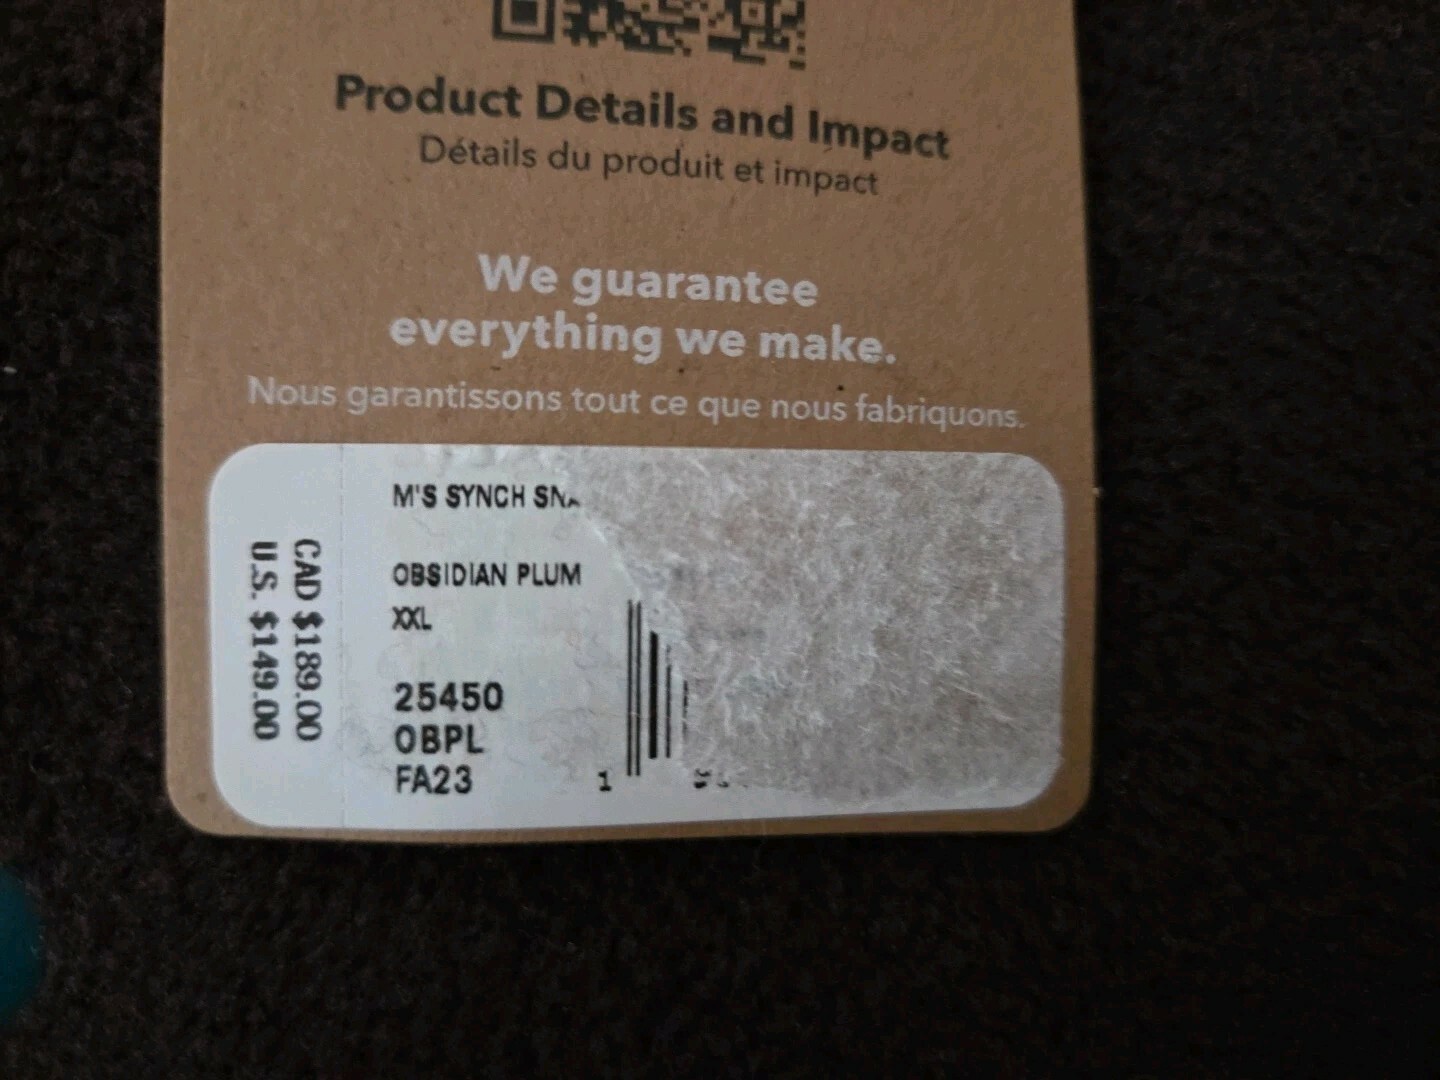 Product Details and Impact
Détails du produit et impact
We guarantee
everything we make.
Nous garantissons tout ce que nous fabriquons.
M'S SYNCH
OBSIDIAN PLUM
XXL
25450
OBPL
FA23
1
CAD $189.00
U.S. $149.00